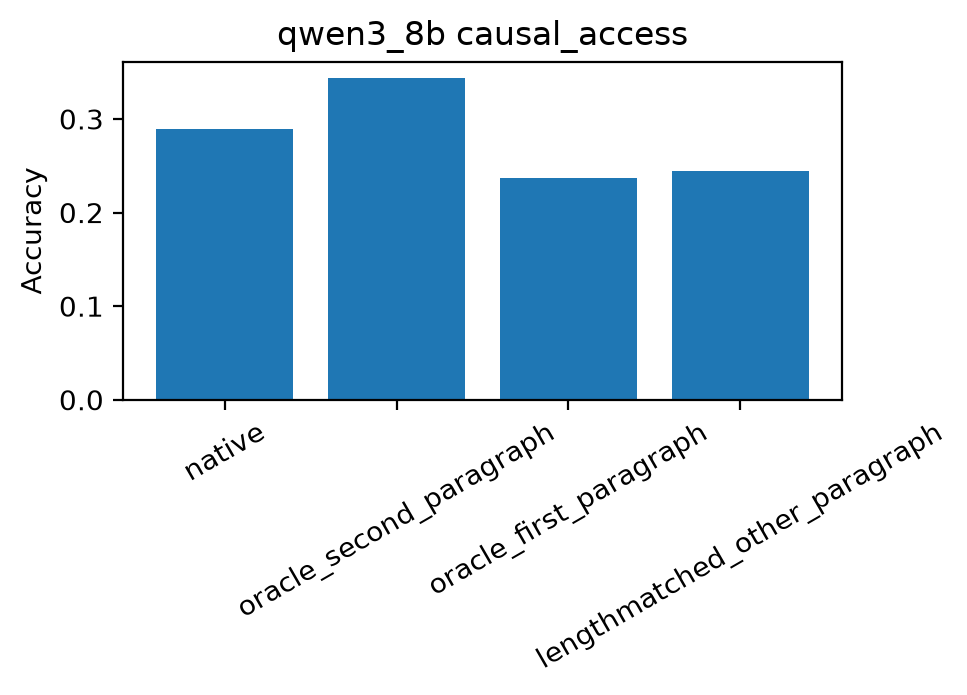 qwen3_8b causal_access
Accuracy
0.3
0.2
0.1
0.0
native
oracle_second_paragraph
oracle_first_paragraph
lengthmatched_other_paragraph